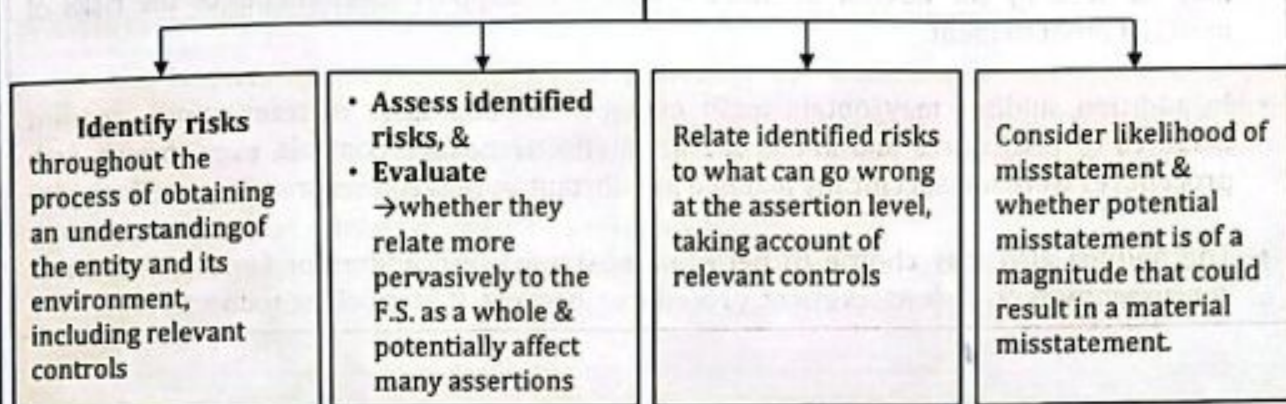 Identify risks
throughout the
process of obtaining
an understandingof
the entity and its
environment,
including relevant
controls
• Assess identified
risks, &
• Evaluate
→whether they
relate more
pervasively to the
F.S. as a whole &
potentially affect
many assertions
Relate identified risks
to what can go wrong
at the assertion level,
taking account of
relevant controls
Consider likelihood of
misstatement &
whether potential
misstatement is of a
magnitude that could
result in a material
misstatement.